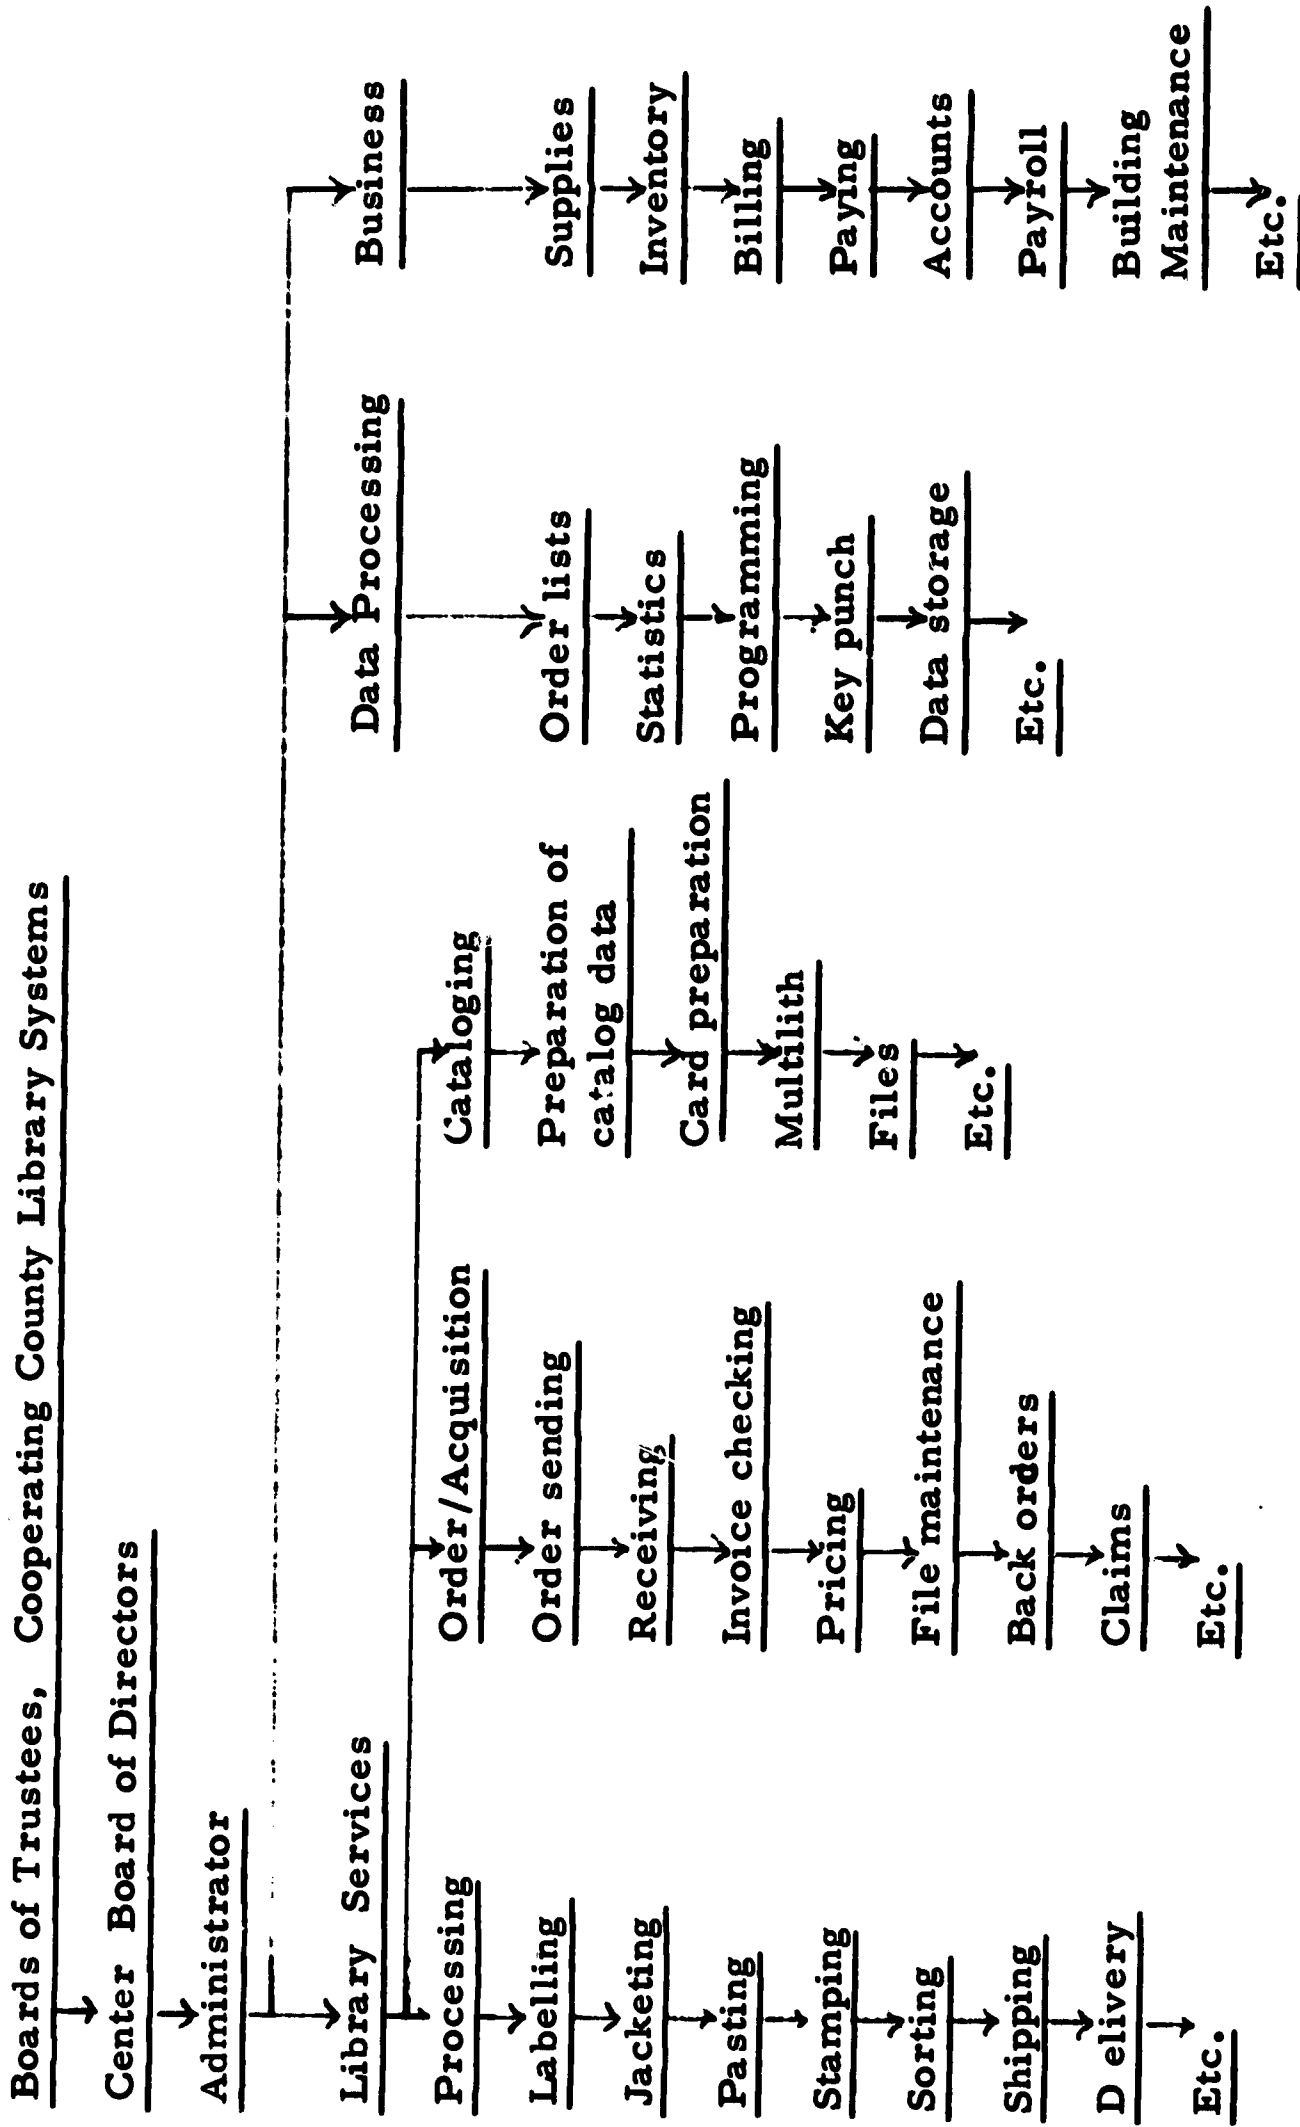 Boards of Trustees, Cooperating County Library Systems
Center Board of Directors
Administrator
Library Services
Data Processing
Business
Processing
Labelling
Jacketing
Pasting
Stamping
Sorting
Shipping
D elivery
Etc.
Order/Acquisition
Order sending
Receiving
Invoice checking
Pricing
File maintenance
Back orders
Claims
Etc.
Cataloging
Preparation of
catalog data
Card preparation
Multilith
Files
Etc.
Order lists
Statistics
Programming
Key punch
Data storage
Etc.
Supplies
Inventory
Billing
Paying
Accounts
Payroll
Building
Maintenance
Etc.